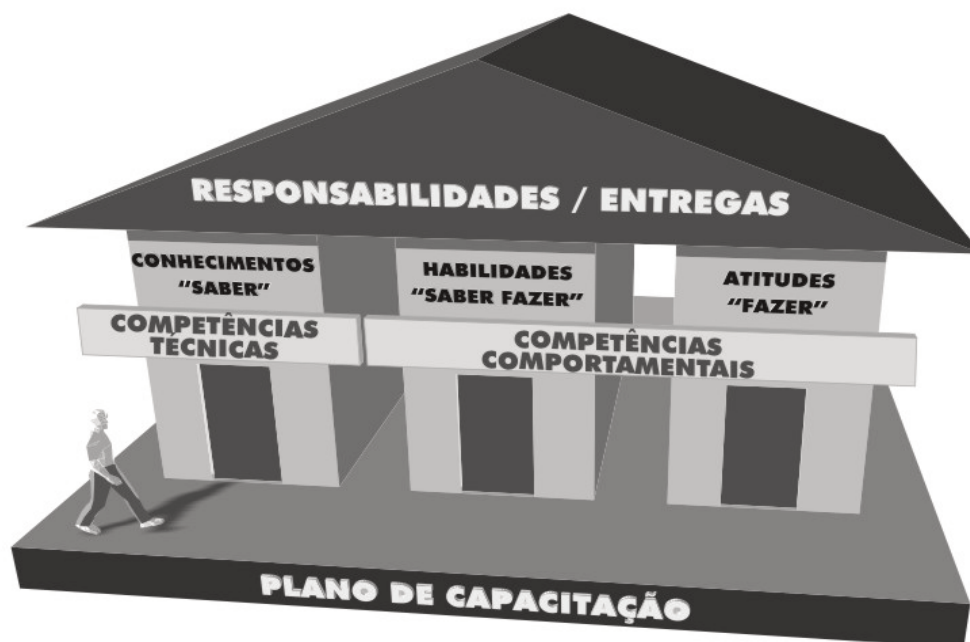 RESPONSABILIDADES / ENTREGAS
CONHECIMENTOS
“SABER”
HABILIDADES
“SABER FAZER”
ATITUDES
“FAZER”
COMPETÊNCIAS
TÉCNICAS
COMPETÊNCIAS
COMPORTAMENTAIS
PLANO DE CAPACITAÇÃO